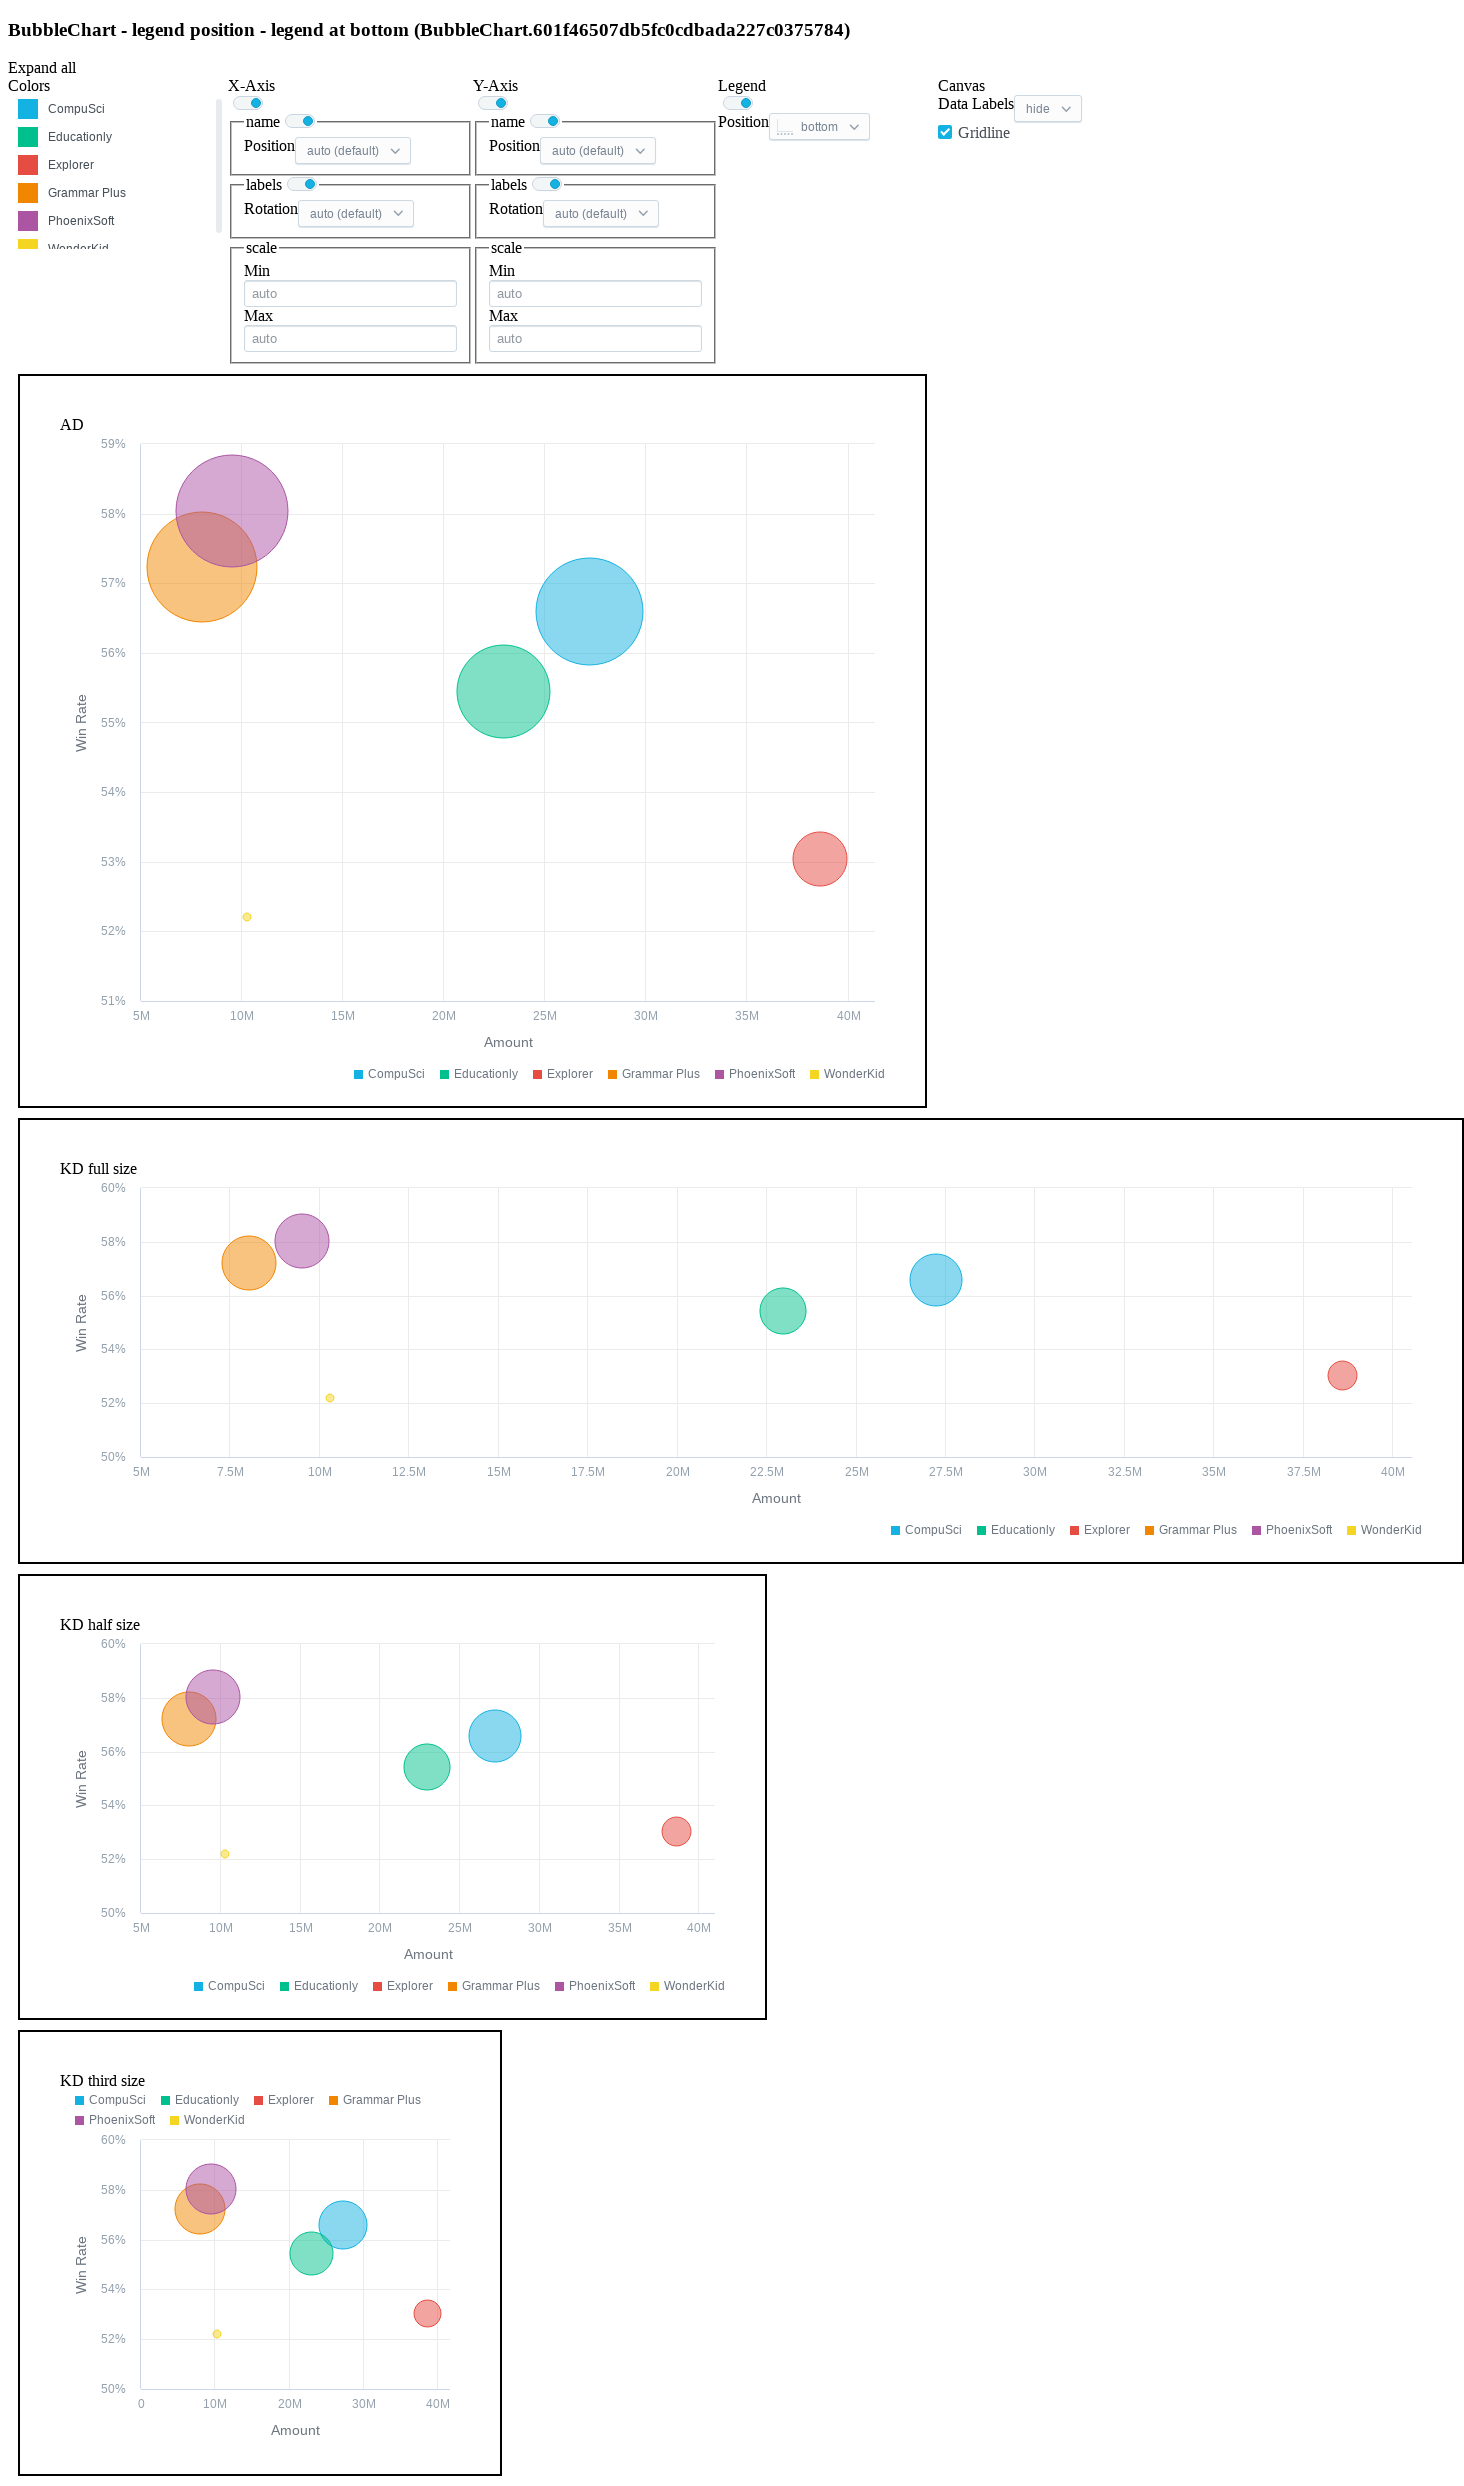 BubbleChart - legend position - legend at bottom (BubbleChart.601f46507db5fc0cdbada227c0375784)
Expand all
Colors
CompuSci
Educationly
Explorer
Grammar Plus
PhoenixSoft
WonderKid
X-Axis
name
Position auto (default)
labels
Rotation auto (default)
scale
Min
auto
Max
auto
Y-Axis
name
Position auto (default)
labels
Rotation auto (default)
scale
Min
auto
Max
auto
Legend
Position bottom
Canvas
Data Labels hide
Gridline
AD
59%
58%
57%
56%
55%
54%
53%
52%
51%
Win Rate
5M 10M 15M 20M 25M 30M 35M 40M
Amount
CompuSci Educationly Explorer Grammar Plus PhoenixSoft WonderKid
KD full size
60%
58%
56%
54%
52%
50%
Win Rate
5M 7.5M 10M 12.5M 15M 17.5M 20M 22.5M 25M 27.5M 30M 32.5M 35M 37.5M 40M
Amount
CompuSci Educationly Explorer Grammar Plus PhoenixSoft WonderKid
KD half size
60%
58%
56%
54%
52%
50%
Win Rate
5M 10M 15M 20M 25M 30M 35M 40M
Amount
CompuSci Educationly Explorer Grammar Plus PhoenixSoft WonderKid
KD third size
CompuSci Educationly Explorer Grammar Plus
PhoenixSoft WonderKid
60%
58%
56%
54%
52%
50%
Win Rate
0 10M 20M 30M 40M
Amount